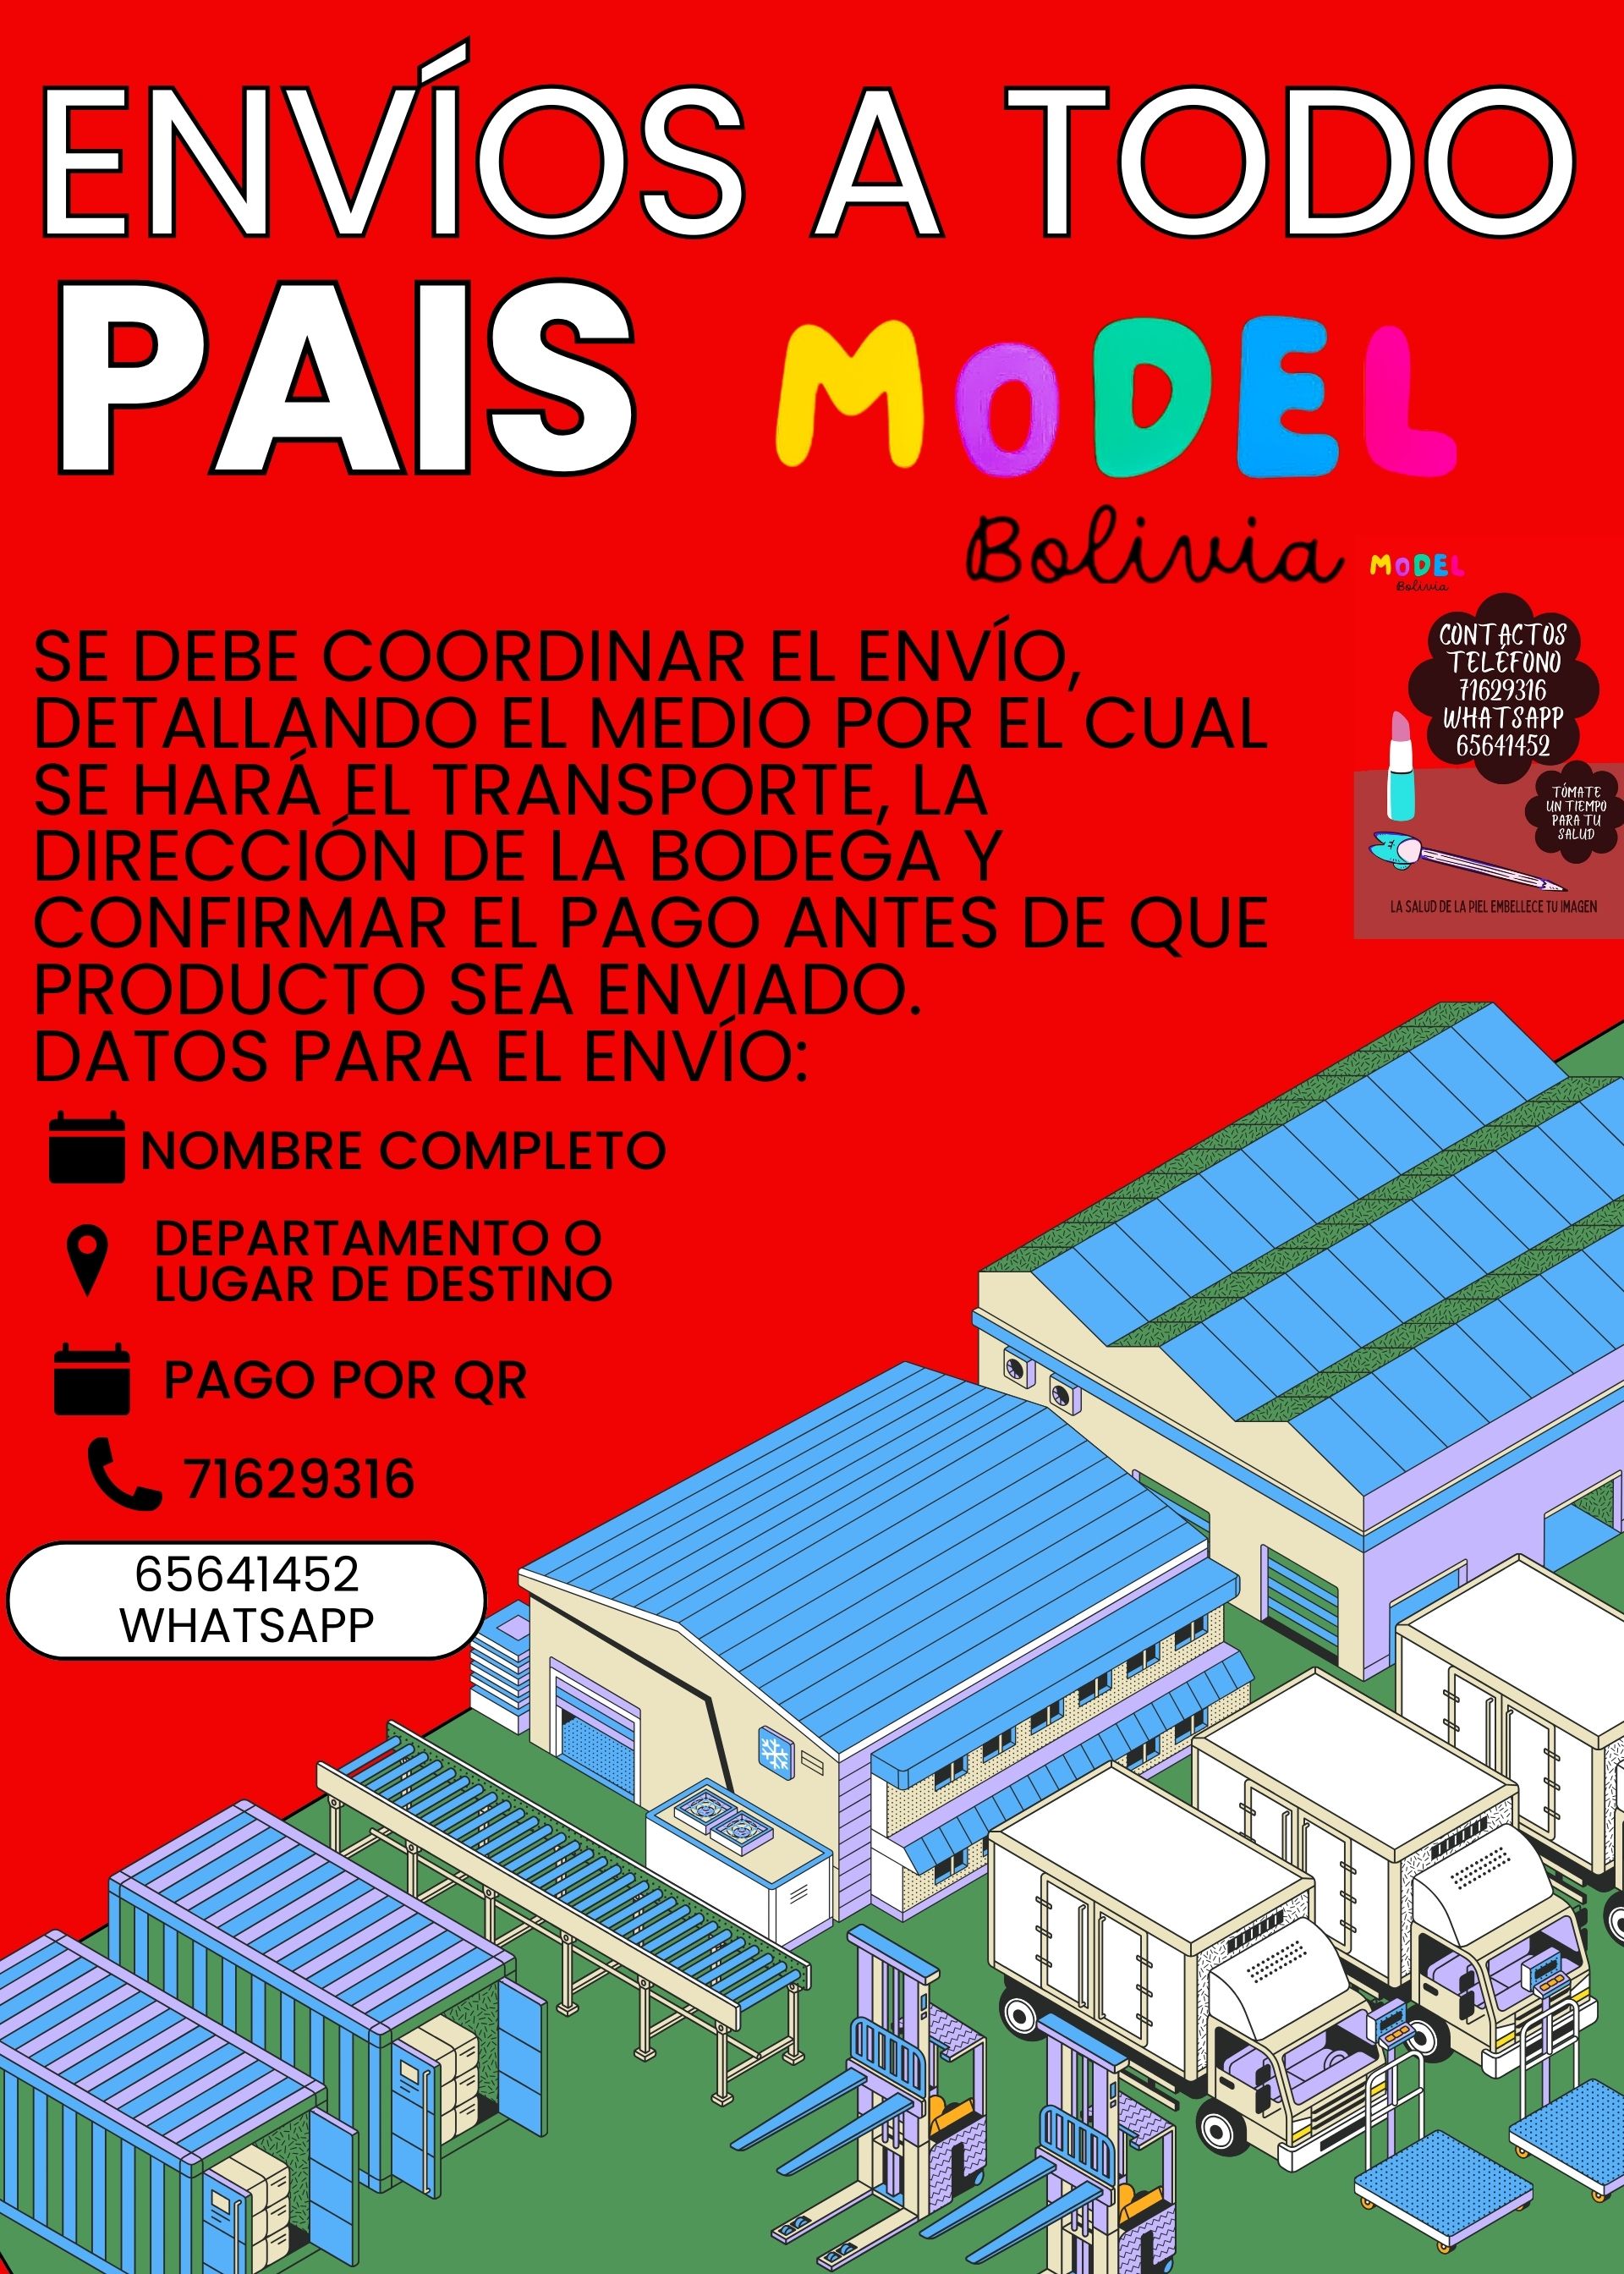 ENVÍOS A TODO
PAIS
MODEL
Bolivia
MODEL
Bolivia
CONTACTOS
TELÉFONO
71629316
WHATSAPP
65641452
TÓMATE
UN TIEMPO
PARA TU
SALUD
LA SALUD DE LA PIEL EMBELLECE TU IMAGEN
SE DEBE COORDINAR EL ENVÍO,
DETALLANDO EL MEDIO POR EL CUAL
SE HARÁ EL TRANSPORTE, LA
DIRECCIÓN DE LA BODEGA Y
CONFIRMAR EL PAGO ANTES DE QUE
PRODUCTO SEA ENVIADO.
DATOS PARA EL ENVÍO:
NOMBRE COMPLETO
DEPARTAMENTO O
LUGAR DE DESTINO
PAGO POR QR
71629316
65641452
WHATSAPP